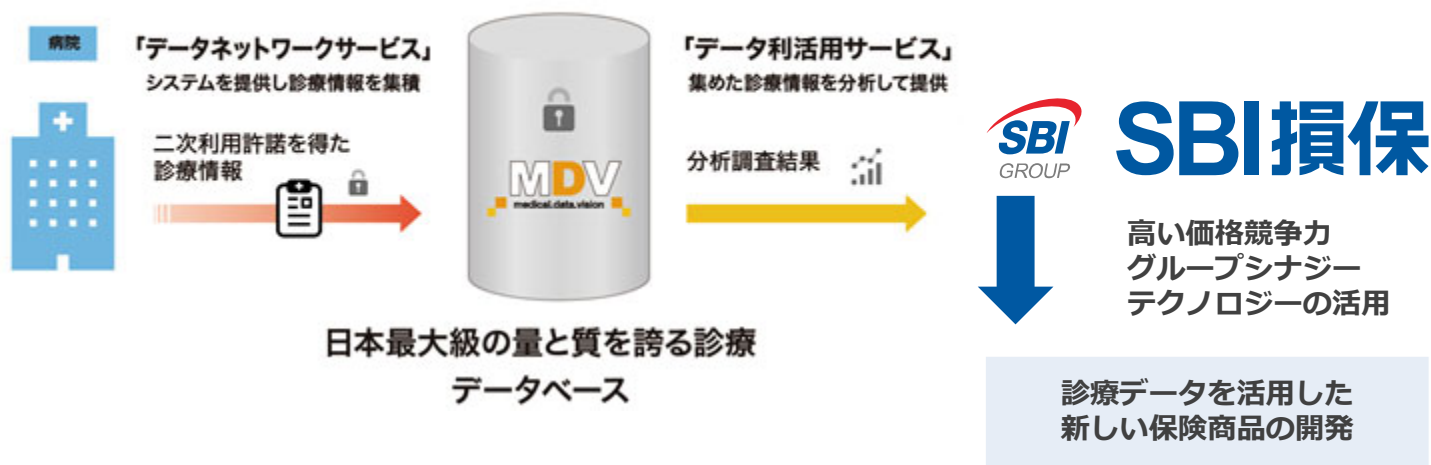 病院
「データネットワークサービス」
システムを提供し診療情報を集積
二次利用許諾を得た
診療情報
MDV
medical.data.vision
日本最大級の量と質を誇る診療
データベース
「データ利活用サービス」
集めた診療情報を分析して提供
分析調査結果
SBI
GROUP
SBI損保
高い価格競争力
グループシナジー
テクノロジーの活用
診療データを活用した
新しい保険商品の開発